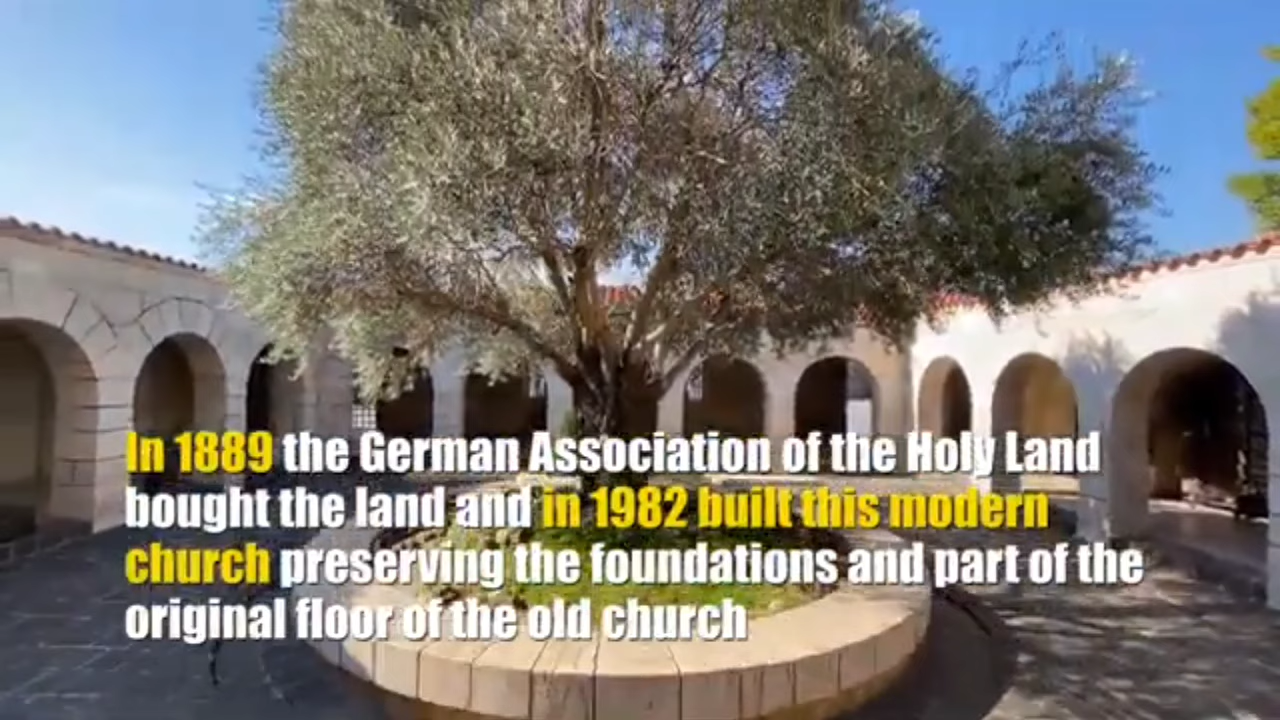 In 1889 the German Association of the Holy Land
bought the land and in 1982 built this modern
church preserving the foundations and part of the
original floor of the old church